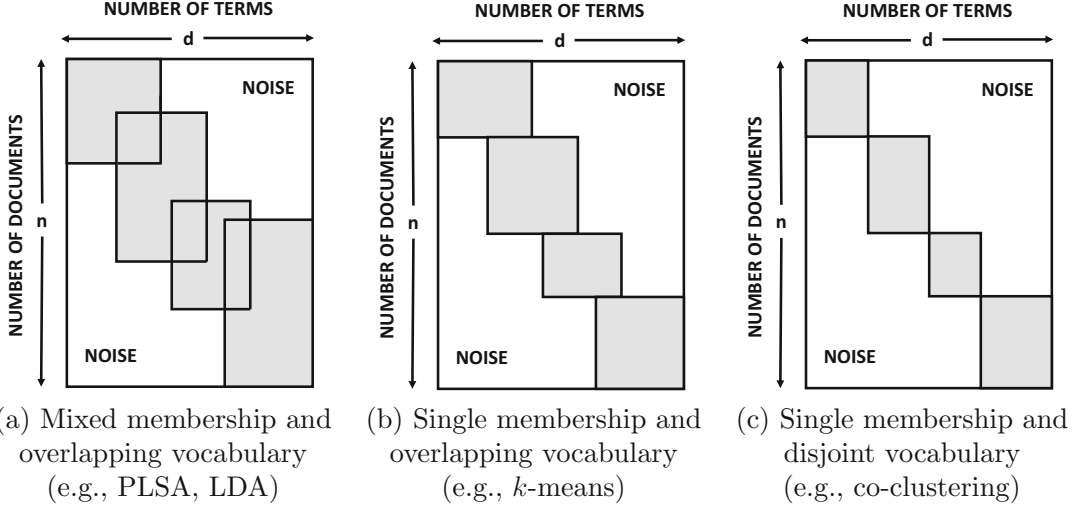 NUMBER OF TERMS
d
NUMBER OF DOCUMENTS
n
NOISE
NOISE
(a) Mixed membership and
overlapping vocabulary
(e.g., PLSA, LDA)
NUMBER OF TERMS
d
NUMBER OF DOCUMENTS
n
NOISE
NOISE
(b) Single membership and
overlapping vocabulary
(e.g., k-means)
NUMBER OF TERMS
d
NUMBER OF DOCUMENTS
n
NOISE
NOISE
(c) Single membership and
disjoint vocabulary
(e.g., co-clustering)